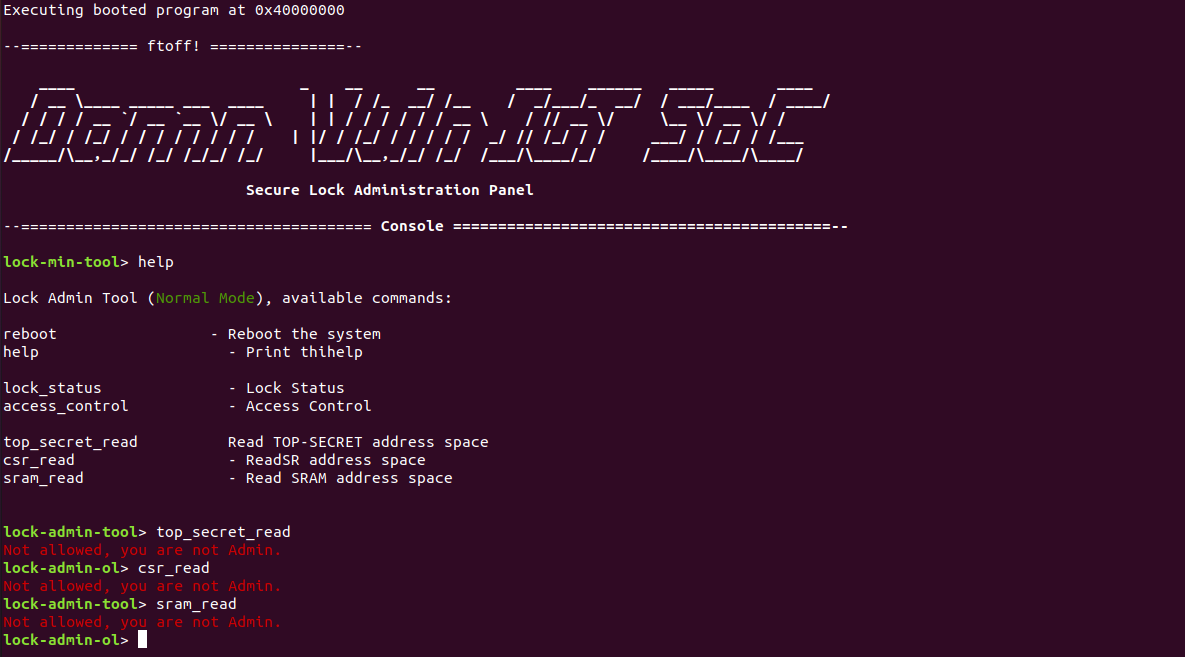 Executing booted program at 0x40000000
--============= ftoff! ===============--
Damn Vuln IoT SoC
Secure Lock Administration Panel
--======================================= Console ==========================================--
lock-min-tool> help
Lock Admin Tool (Normal Mode), available commands:
reboot - Reboot the system
help - Print thihelp
lock_status - Lock Status
access_control - Access Control
top_secret_read Read TOP-SECRET address space
csr_read - ReadSR address space
sram_read - Read SRAM address space
lock-admin-tool> top_secret_read
Not allowed, you are not Admin.
lock-admin-ol> csr_read
Not allowed, you are not Admin.
lock-admin-tool> sram_read
Not allowed, you are not Admin.
lock-admin-ol>